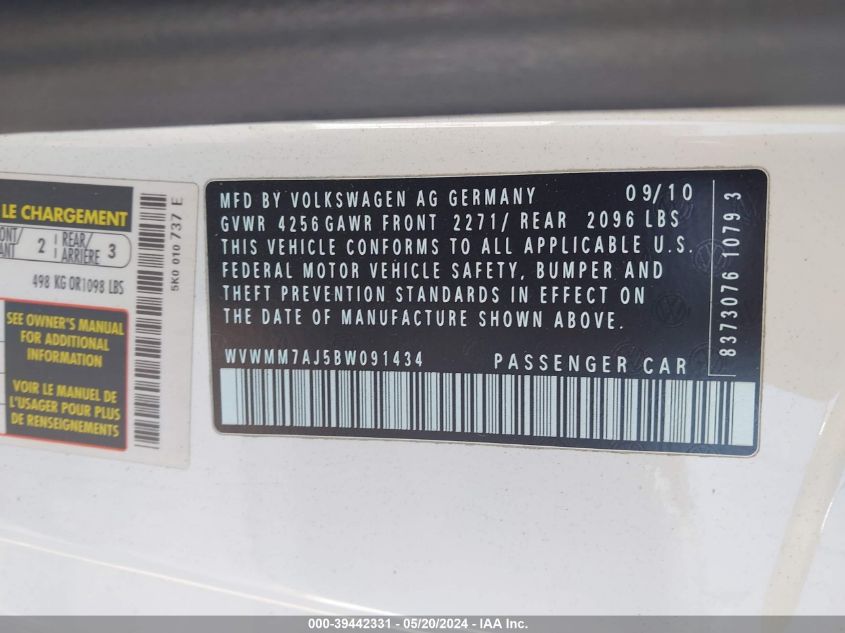 LE CHARGEMENT
2 REAR/ARRIÈRE 3
498 KG OR1098 LBS
SEE OWNER'S MANUAL
FOR ADDITIONAL
INFORMATION
VOIR LE MANUEL DE
L'USAGER POUR PLUS
DE RENSEIGNEMENTS
5K0 010 737 E
MFD BY VOLKSWAGEN AG GERMANY 09/10
GVWR 4256 GAWR FRONT 2271/ REAR 2096 LBS
THIS VEHICLE CONFORMS TO ALL APPLICABLE U.S.
FEDERAL MOTOR VEHICLE SAFETY, BUMPER AND
THEFT PREVENTION STANDARDS IN EFFECT ON
THE DATE OF MANUFACTURE SHOWN ABOVE.
WVWMM7AJ5BW091434 PASSENGER CAR
8373076 1079 3
000-39442331 - 05/20/2024 - IAA Inc.